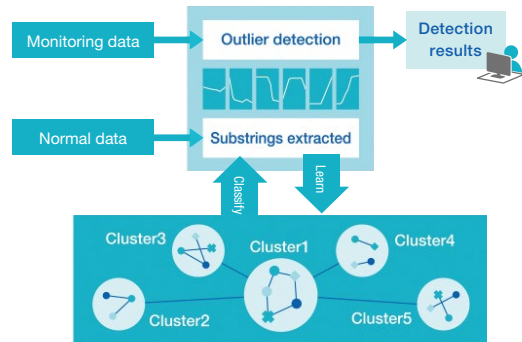 Monitoring data
Outlier detection
Detection
results
Normal data
Substrings extracted
Classify
Learn
Cluster3
Cluster1
Cluster4
Cluster2
Cluster5